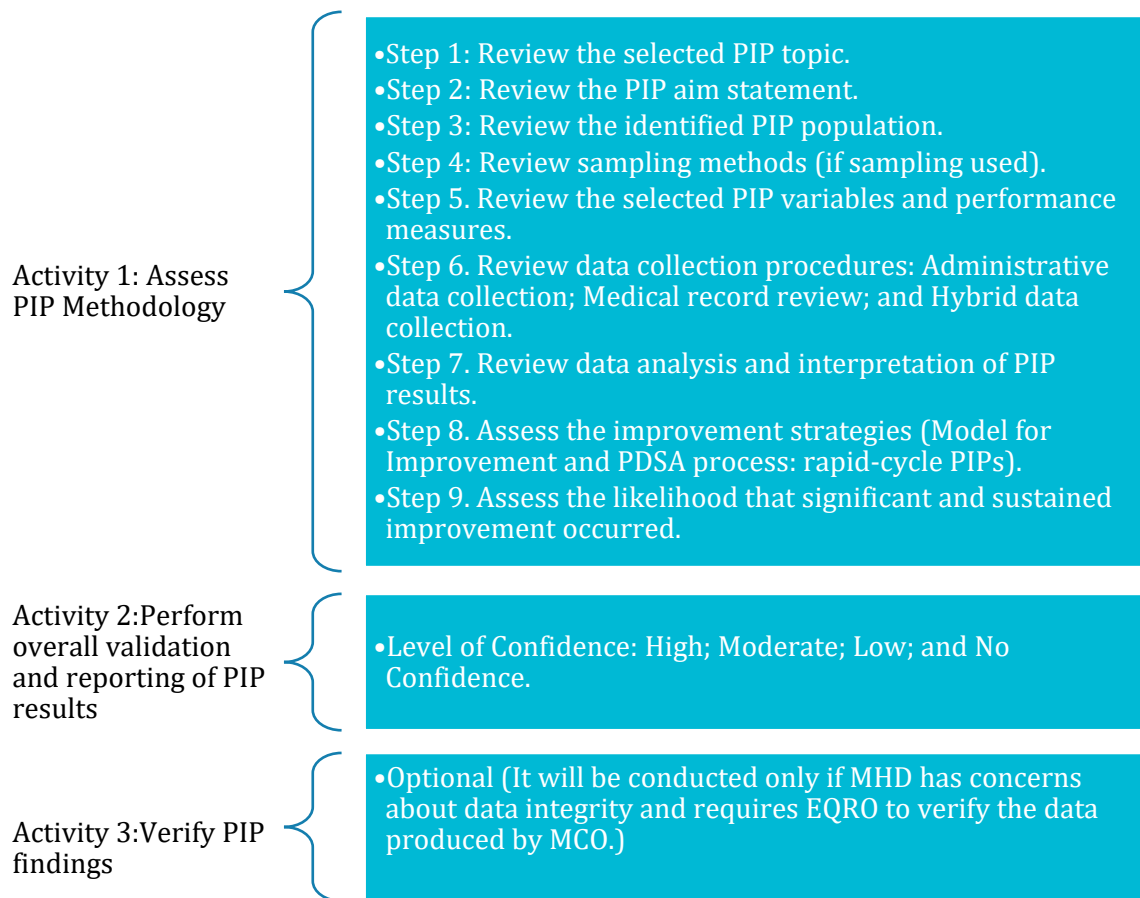 Activity 1: Assess
PIP Methodology
•Step 1: Review the selected PIP topic.
•Step 2: Review the PIP aim statement.
•Step 3: Review the identified PIP population.
•Step 4: Review sampling methods (if sampling used).
•Step 5. Review the selected PIP variables and performance
measures.
•Step 6. Review data collection procedures: Administrative
data collection; Medical record review; and Hybrid data
collection.
•Step 7. Review data analysis and interpretation of PIP
results.
•Step 8. Assess the improvement strategies (Model for
Improvement and PDSA process: rapid-cycle PIPs).
•Step 9. Assess the likelihood that significant and sustained
improvement occurred.
Activity 2:Perform
overall validation
and reporting of PIP
results
•Level of Confidence: High; Moderate; Low; and No
Confidence.
Activity 3:Verify PIP
findings
•Optional (It will be conducted only if MHD has concerns
about data integrity and requires EQRO to verify the data
produced by MCO.)